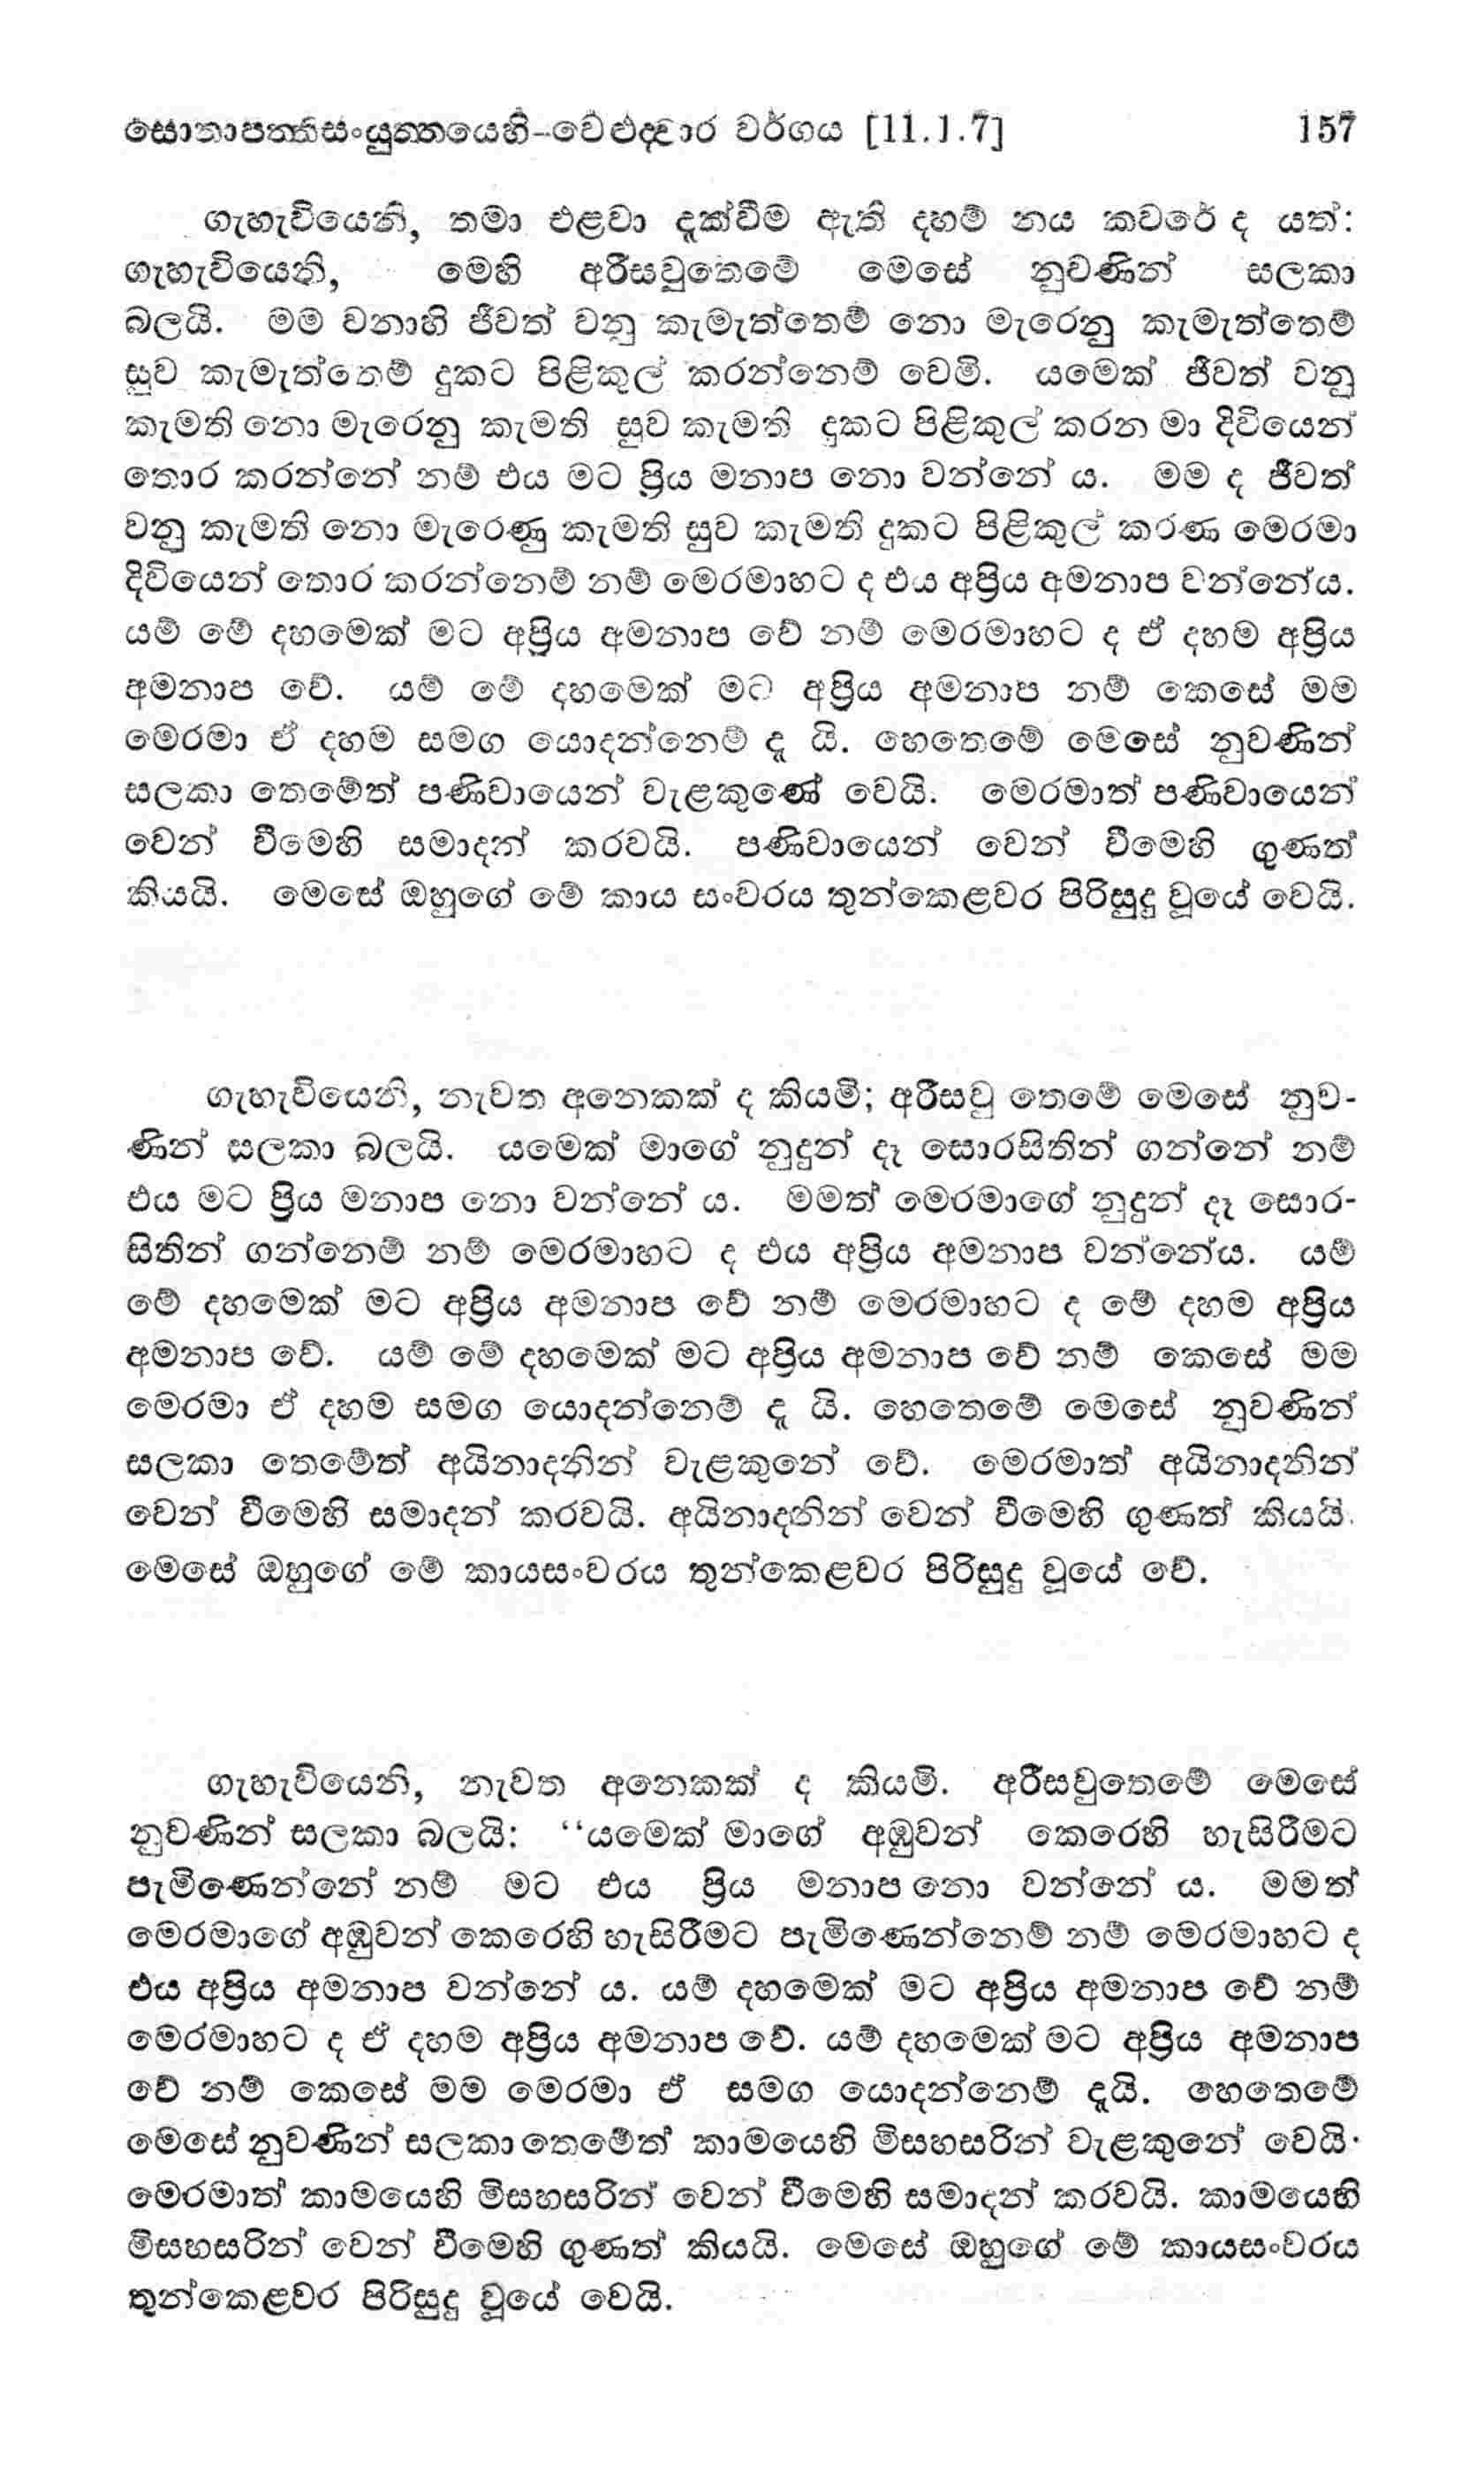 සොතාපත්තිසංයුත්තයෙහි-වෙළුද්වාර වර්ගය [11.1.7] 157
ගැහැවියෙනි, තමා එළවා දැක්වීම ඇති දහම් නය කවරේ ද යත්:
ගැහැවියෙනි, මෙහි අරීසවුතෙමේ මෙසේ නුවණින් සලකා
බලයි. මම වනාහි ජීවත් වනු කැමැත්තෙම් නො මැරෙනු කැමැත්තෙම්
සුව කැමැත්තෙම් දුකට පිළිකුල් කරන්නෙම් වෙමි. යමෙක් ජීවත් වනු
කැමති නො මැරෙනු කැමති සුව කැමති දුකට පිළිකුල් කරන මා දිවියෙන්
තොර කරන්නේ නම් එය මට ප්‍රිය මනාප නො වන්නේ ය. මම ද ජීවත්
වනු කැමති නො මැරෙණු කැමති සුව කැමති දුකට පිළිකුල් කරණ මෙරමා
දිවියෙන් තොර කරන්නෙම් නම් මෙරමාහට ද එය අප්‍රිය අමනාප වන්නේය.
යම් මේ දහමෙක් මට අප්‍රිය අමනාප වේ නම් මෙරමාහට ද ඒ දහම අප්‍රිය
අමනාප වේ. යම් මේ දහමෙක් මට අප්‍රිය අමනාප නම් කෙසේ මම
මෙරමා ඒ දහම සමග යොදන්නෙම් දැ යි. හෙතෙමේ මෙසේ නුවණින්
සලකා තෙමේත් පණිවායෙන් වැළකුණේ වෙයි. මෙරමාත් පණිවායෙන්
වෙන් වීමෙහි සමාදන් කරවයි. පණිවායෙන් වෙන් වීමෙහි ගුණත්
කියයි. මෙසේ ඔහුගේ මේ කාය සංවරය තුන්කෙළවර පිරිසුදු වූයේ වෙයි.
ගැහැවියෙනි, නැවත අනෙකක් ද කියමි; අරීසවු තෙමේ මෙසේ නුව-
ණින් සලකා බලයි. යමෙක් මාගේ නුදුන් දෑ සොරසිතින් ගන්නේ නම්
එය මට ප්‍රිය මනාප නො වන්නේ ය. මමත් මෙරමාගේ නුදුන් දෑ සොර-
සිතින් ගන්නෙම් නම් මෙරමාහට ද එය අප්‍රිය අමනාප වන්නේය. යම්
මේ දහමෙක් මට අප්‍රිය අමනාප වේ නම් මෙරමාහට ද මේ දහම අප්‍රිය
අමනාප වේ. යම් මේ දහමෙක් මට අප්‍රිය අමනාප වේ නම් කෙසේ මම
මෙරමා ඒ දහම සමග යොදන්නෙම් දැ යි. හෙතෙමේ මෙසේ නුවණින්
සලකා තෙමේත් අයිනාදනින් වැළකුනේ වේ. මෙරමාත් අයිනාදනින්
වෙන් වීමෙහි සමාදන් කරවයි. අයිනාදනින් වෙන් වීමෙහි ගුණත් කියයි.
මෙසේ ඔහුගේ මේ කායසංවරය තුන්කෙළවර පිරිසුදු වූයේ වේ.
ගැහැවියෙනි, නැවත අනෙකක් ද කියමි. අරීසවුතෙමේ මෙසේ
නුවණින් සලකා බලයි: “යමෙක් මාගේ අඹුවන් කෙරෙහි හැසිරීමට
පැමිණෙන්නේ නම් මට එය ප්‍රිය මනාප නො වන්නේ ය. මමත්
මෙරමාගේ අඹුවන් කෙරෙහි හැසිරීමට පැමිණෙන්නෙම් නම් මෙරමාහට ද
එය අප්‍රිය අමනාප වන්නේ ය. යම් දහමෙක් මට අප්‍රිය අමනාප වේ නම්
මෙරමාහට ද ඒ දහම අප්‍රිය අමනාප වේ. යම් දහමෙක් මට අප්‍රිය අමනාප
වේ නම් කෙසේ මම මෙරමා ඒ සමග යොදන්නෙම් දැයි. හෙතෙමේ
මෙසේ නුවණින් සලකා තෙමේත් කාමයෙහි මිසහසරින් වැළකුනේ වෙයි.
මෙරමාත් කාමයෙහි මිසහසරින් වෙන් වීමෙහි සමාදන් කරවයි. කාමයෙහි
මිසහසරින් වෙන් වීමෙහි ගුණත් කියයි. මෙසේ ඔහුගේ මේ කායසංවරය
තුන්කෙළවර පිරිසුදු වූයේ වෙයි.